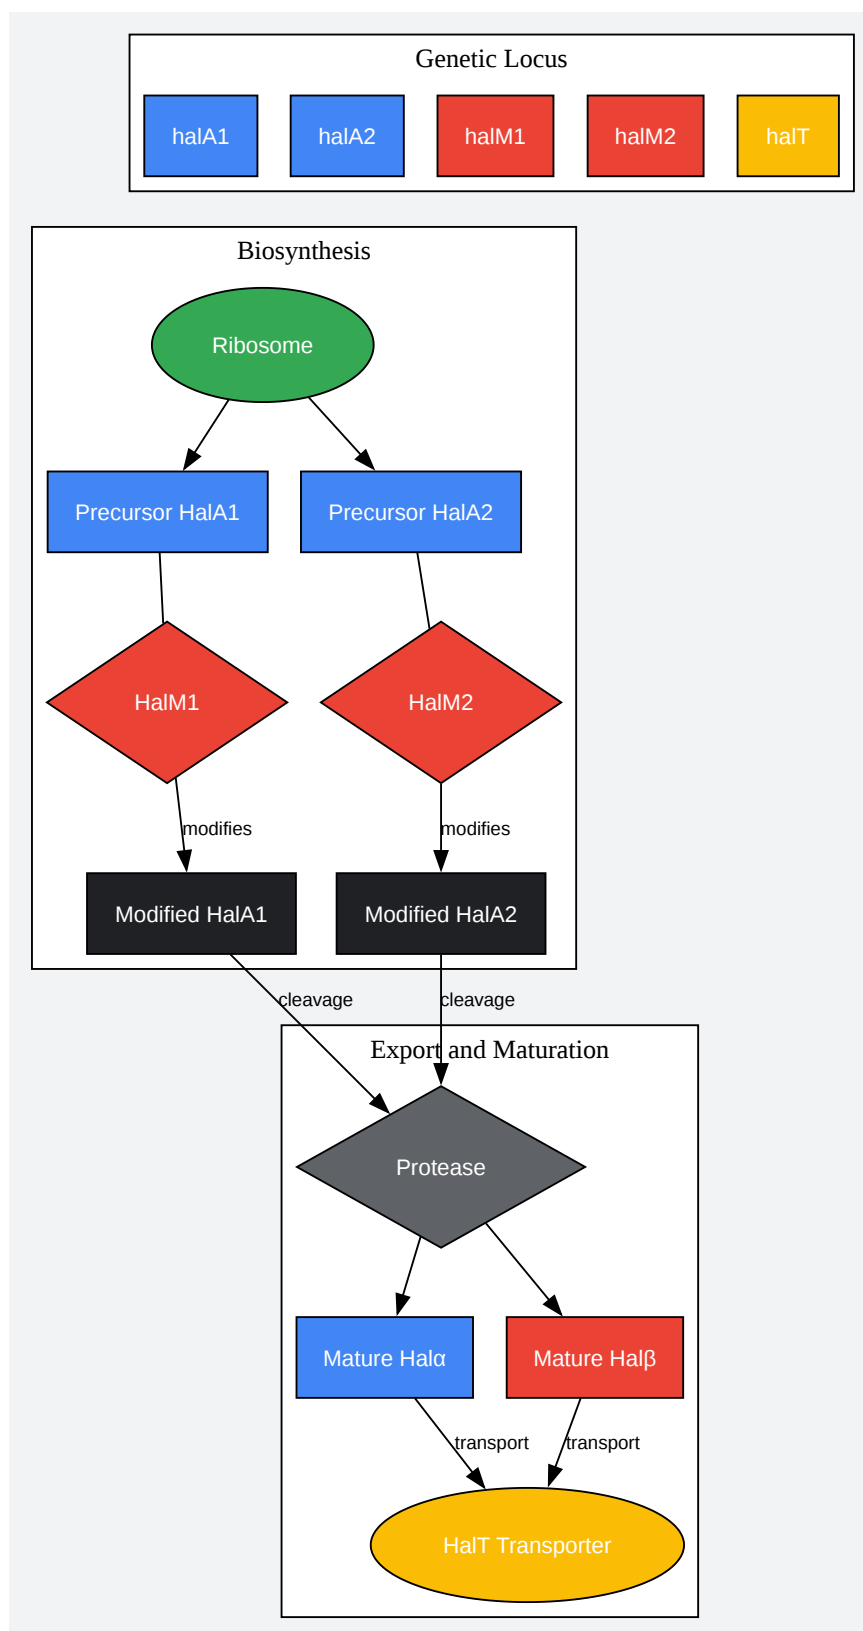 Genetic Locus
halA1
halA2
halM1
halM2
halT
Biosynthesis
Ribosome
Precursor HalA1
Precursor HalA2
HalM1
HalM2
modifies
modifies
Modified HalA1
Modified HalA2
cleavage
cleavage
Export and Maturation
Protease
Mature Halα
Mature Halβ
transport
transport
HalT Transporter